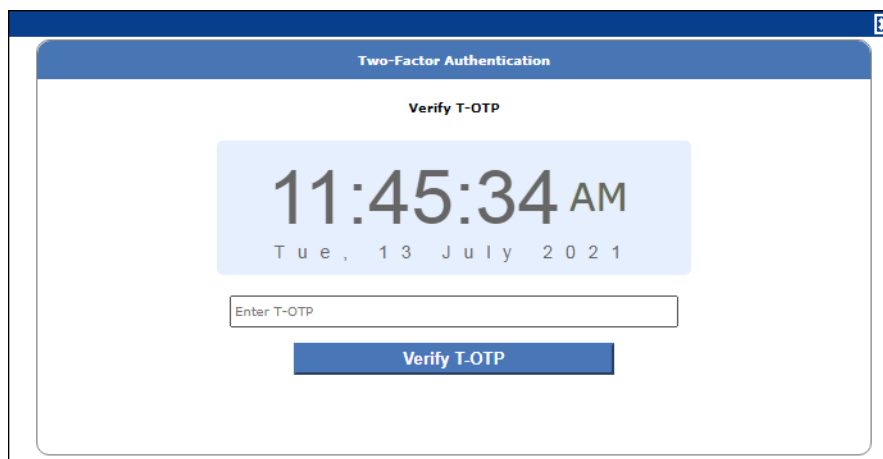 Two-Factor Authentication
Verify T-OTP
11:45:34 AM
Tue, 13 July 2021
Enter T-OTP
Verify T-OTP